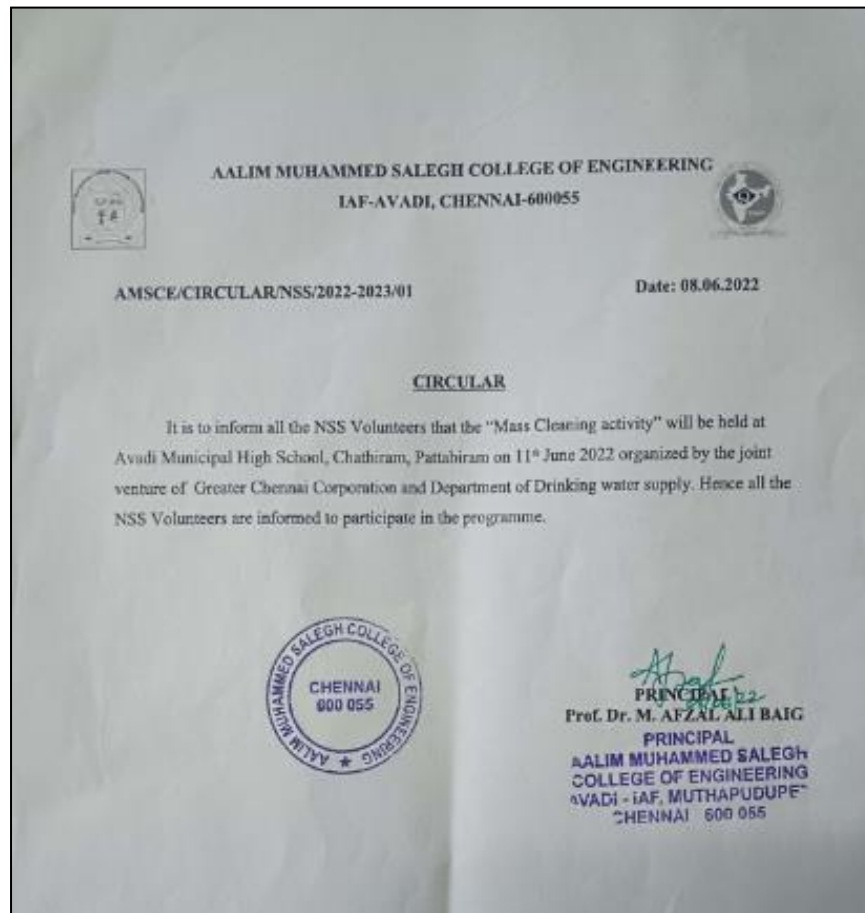 AALIM MUHAMMED SALEGH COLLEGE OF ENGINEERING
IAF-AVADI, CHENNAI-600055
AMSCE/CIRCULAR/NSS/2022-2023/01
Date: 08.06.2022
CIRCULAR
It is to inform all the NSS Volunteers that the “Mass Cleaning activity” will be held at
Avadi Municipal High School, Chathiram, Pattabiram on 11th June 2022 organized by the joint
venture of Greater Chennai Corporation and Department of Drinking water supply. Hence all the
NSS Volunteers are informed to participate in the programme.
AALIM MUHAMMED SALEGH COLLEGE OF ENGINEERING
CHENNAI
600 055
PRINCIPAL
Prof. Dr. M. AFZAL ALI BAIG
PRINCIPAL
AALIM MUHAMMED SALEGH
COLLEGE OF ENGINEERING
AVADI - IAF, MUTHAPUDUPET
CHENNAI 600 055